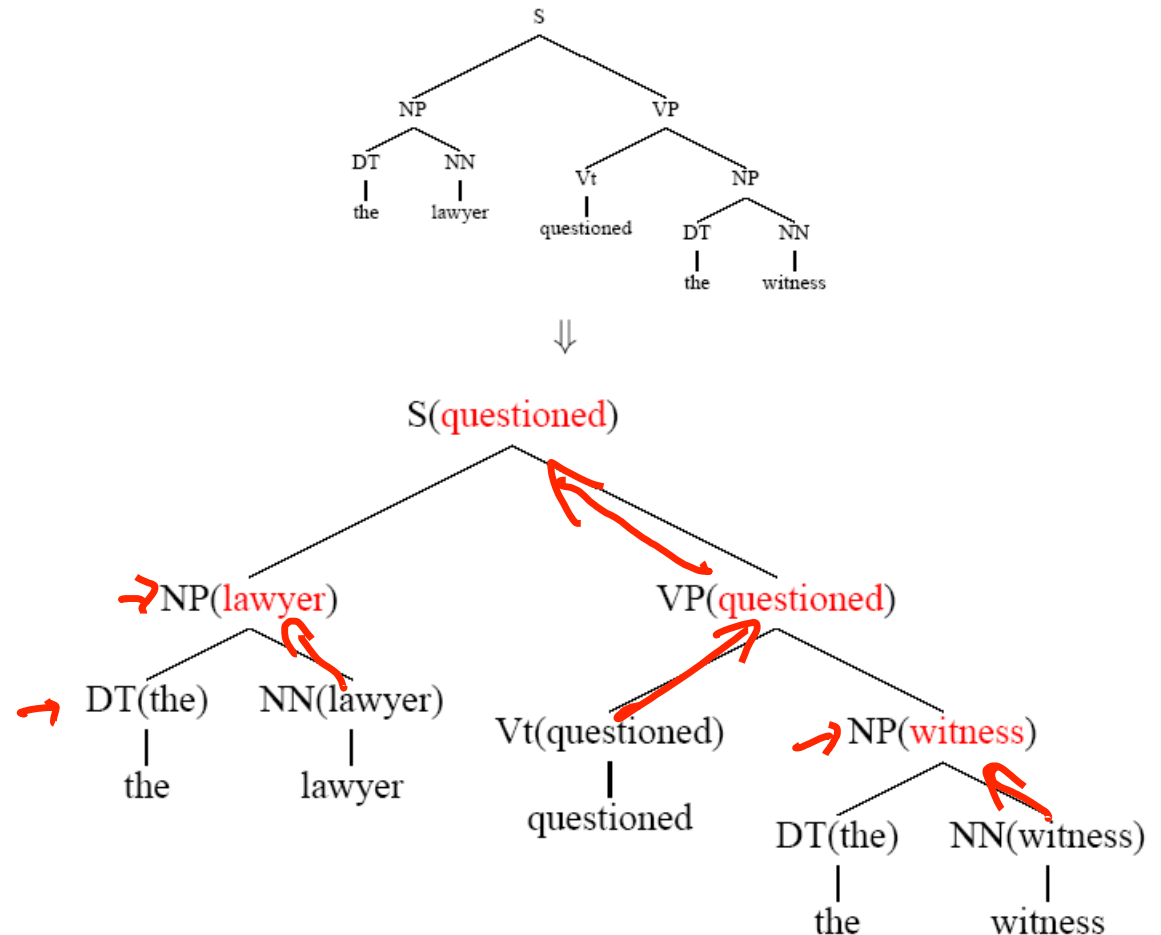 S
NP VP
DT NN Vt NP
the lawyer questioned DT NN
the witness
⇓
S(questioned)
NP(lawyer) VP(questioned)
DT(the) NN(lawyer) Vt(questioned) NP(witness)
the lawyer questioned DT(the) NN(witness)
the witness